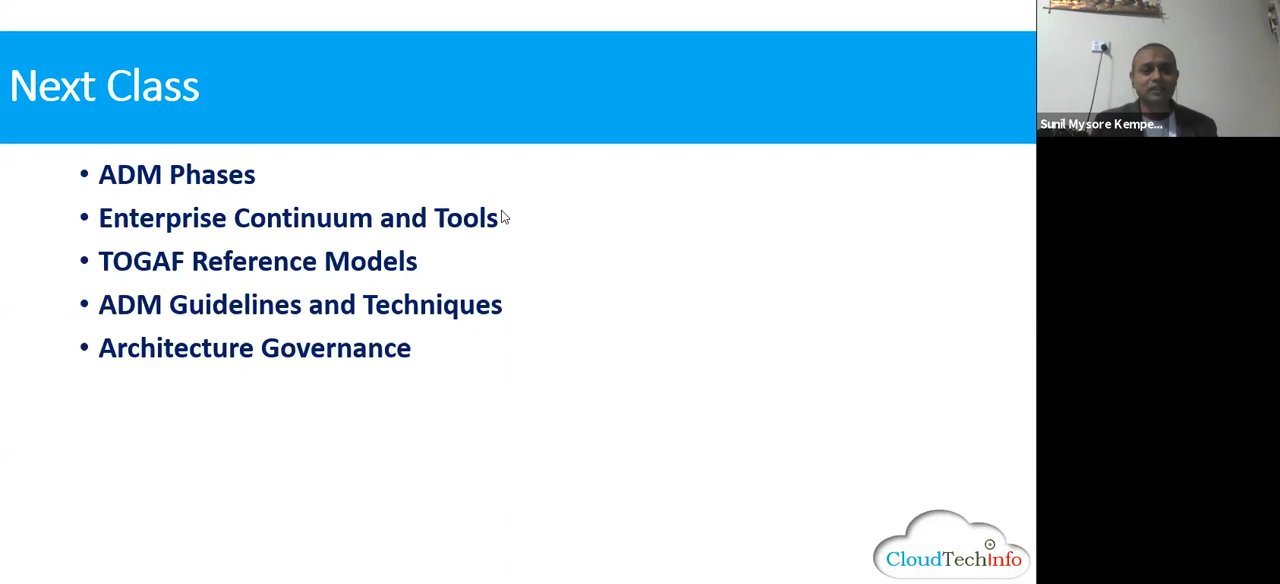 Next Class
• ADM Phases
• Enterprise Continuum and Tools
• TOGAF Reference Models
• ADM Guidelines and Techniques
• Architecture Governance
Sunil Mysore Kempe...
CloudTechInfo